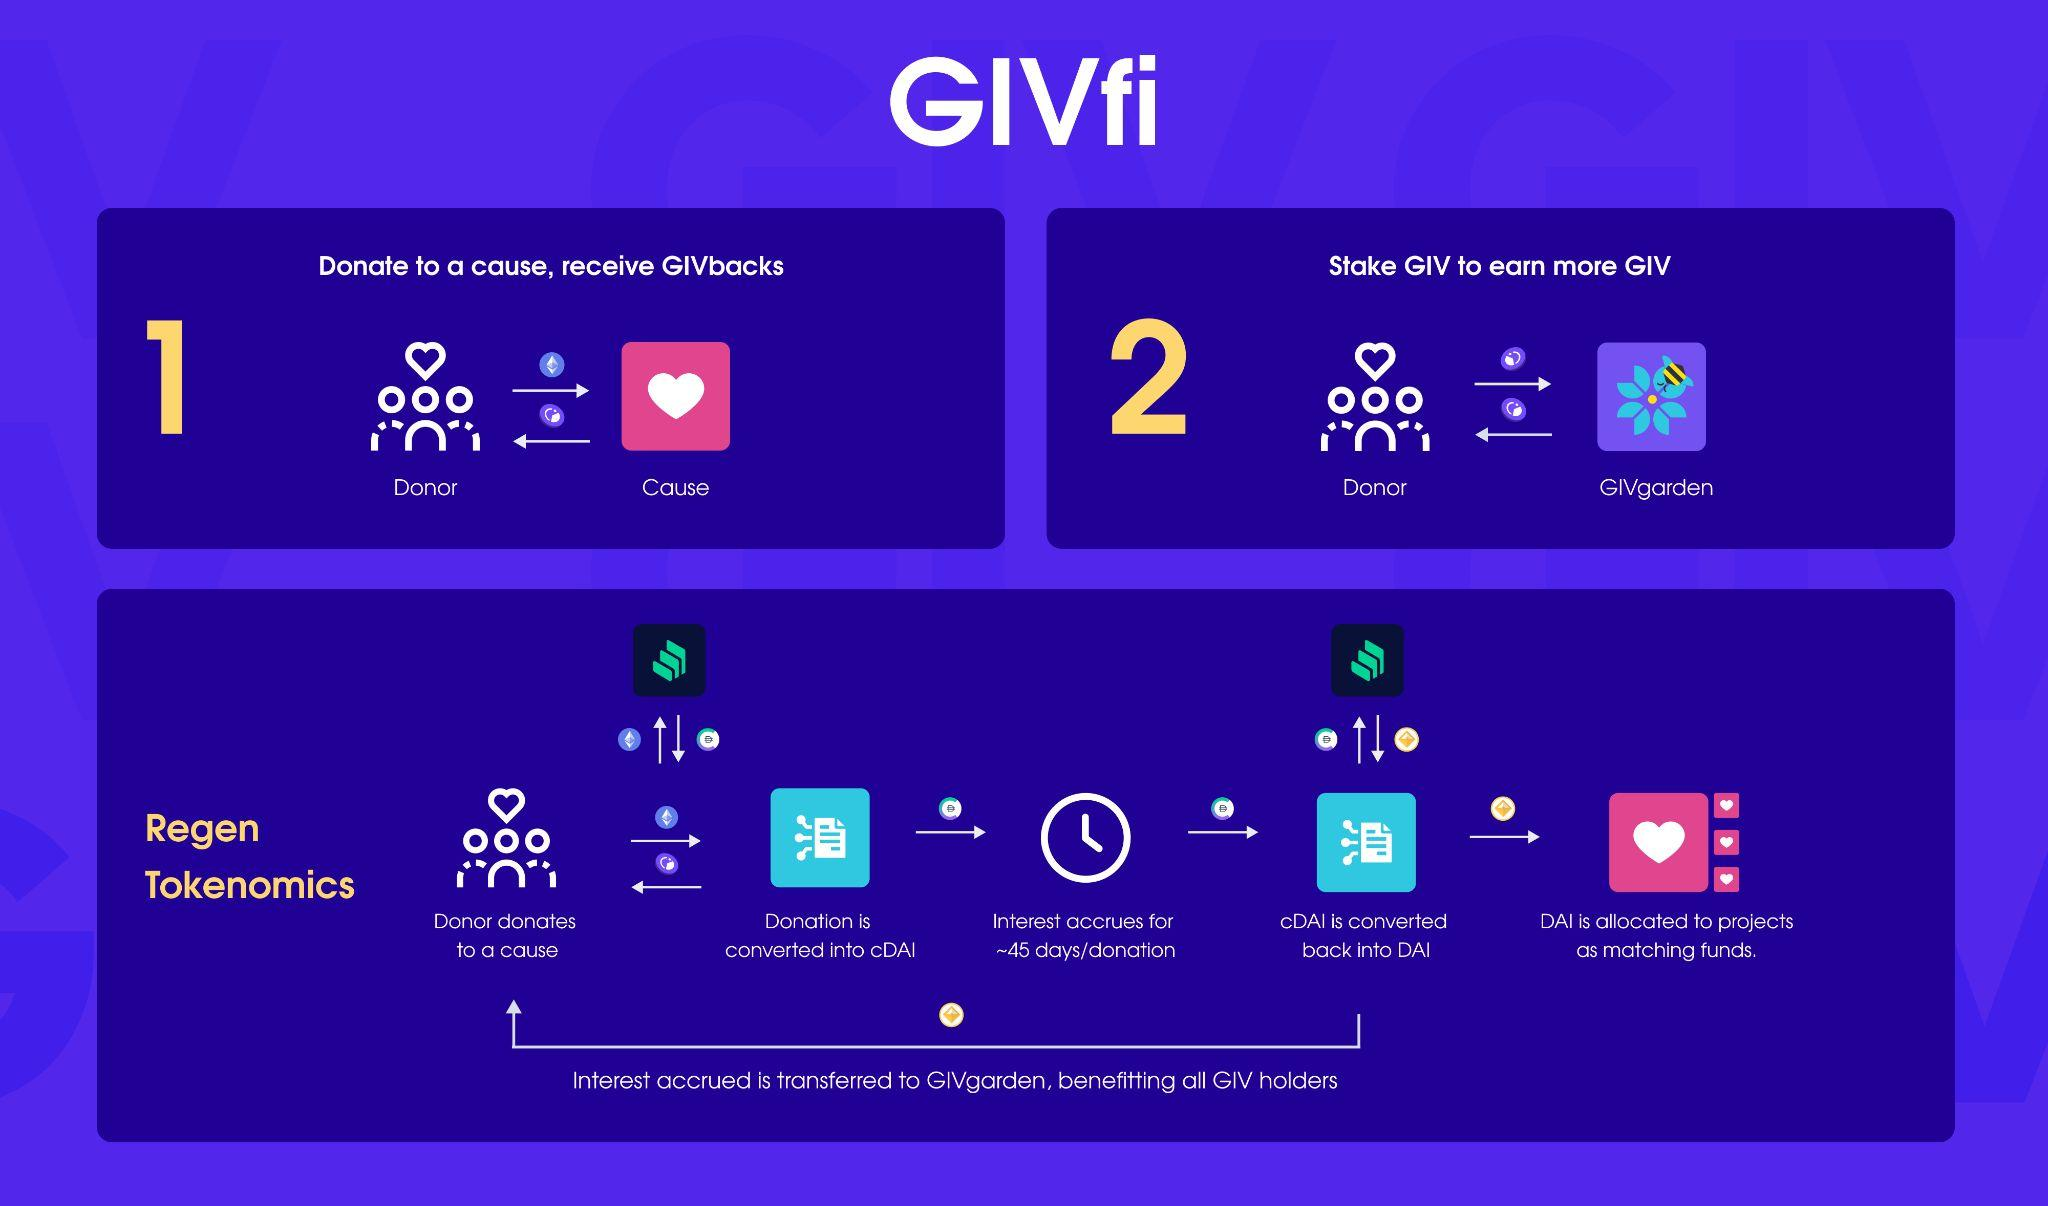 GIVfi
Donate to a cause, receive GIVbacks
1
Donor
Cause
Stake GIV to earn more GIV
2
Donor
GIVgarden
Regen
Tokenomics
Donor donates
to a cause
Donation is
converted into cDAI
Interest accrues for
~45 days/donation
cDAI is converted
back into DAI
DAI is allocated to projects
as matching funds.
Interest accrued is transferred to GIVgarden, benefitting all GIV holders